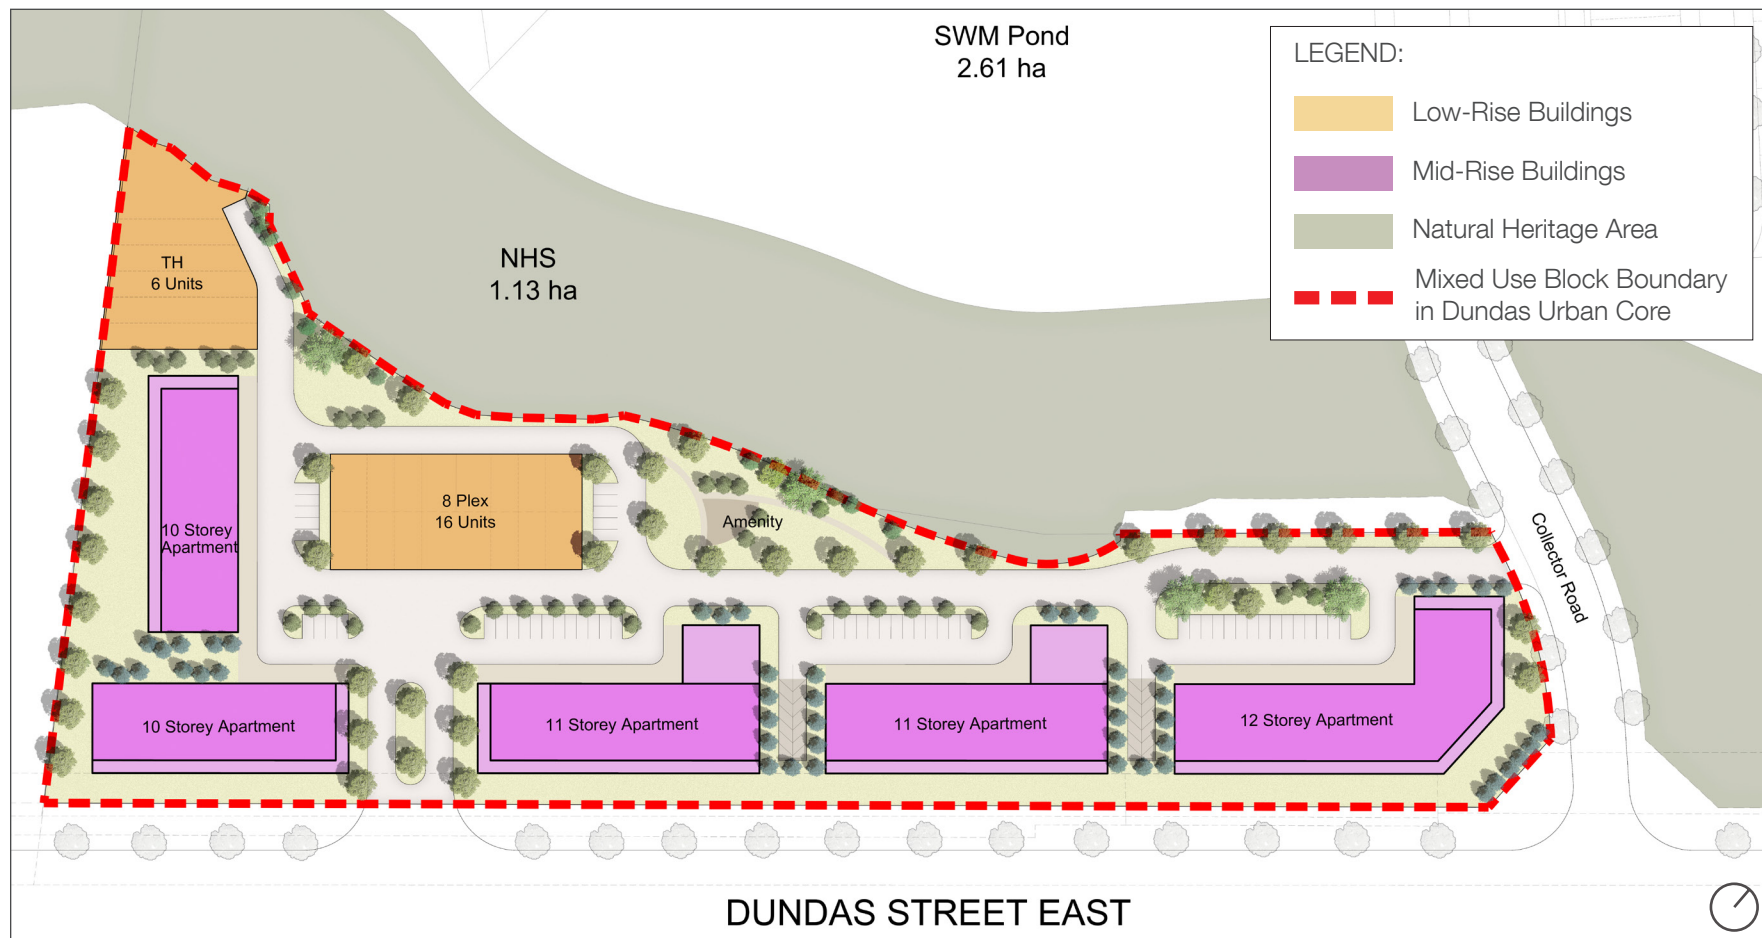 SWM Pond
2.61 ha
LEGEND:
Low-Rise Buildings
Mid-Rise Buildings
Natural Heritage Area
Mixed Use Block Boundary
in Dundas Urban Core
NHS
1.13 ha
TH
6 Units
8 Plex
16 Units
Amenity
10 Storey
Apartment
Collector Road
10 Storey Apartment
11 Storey Apartment
11 Storey Apartment
12 Storey Apartment
DUNDAS STREET EAST